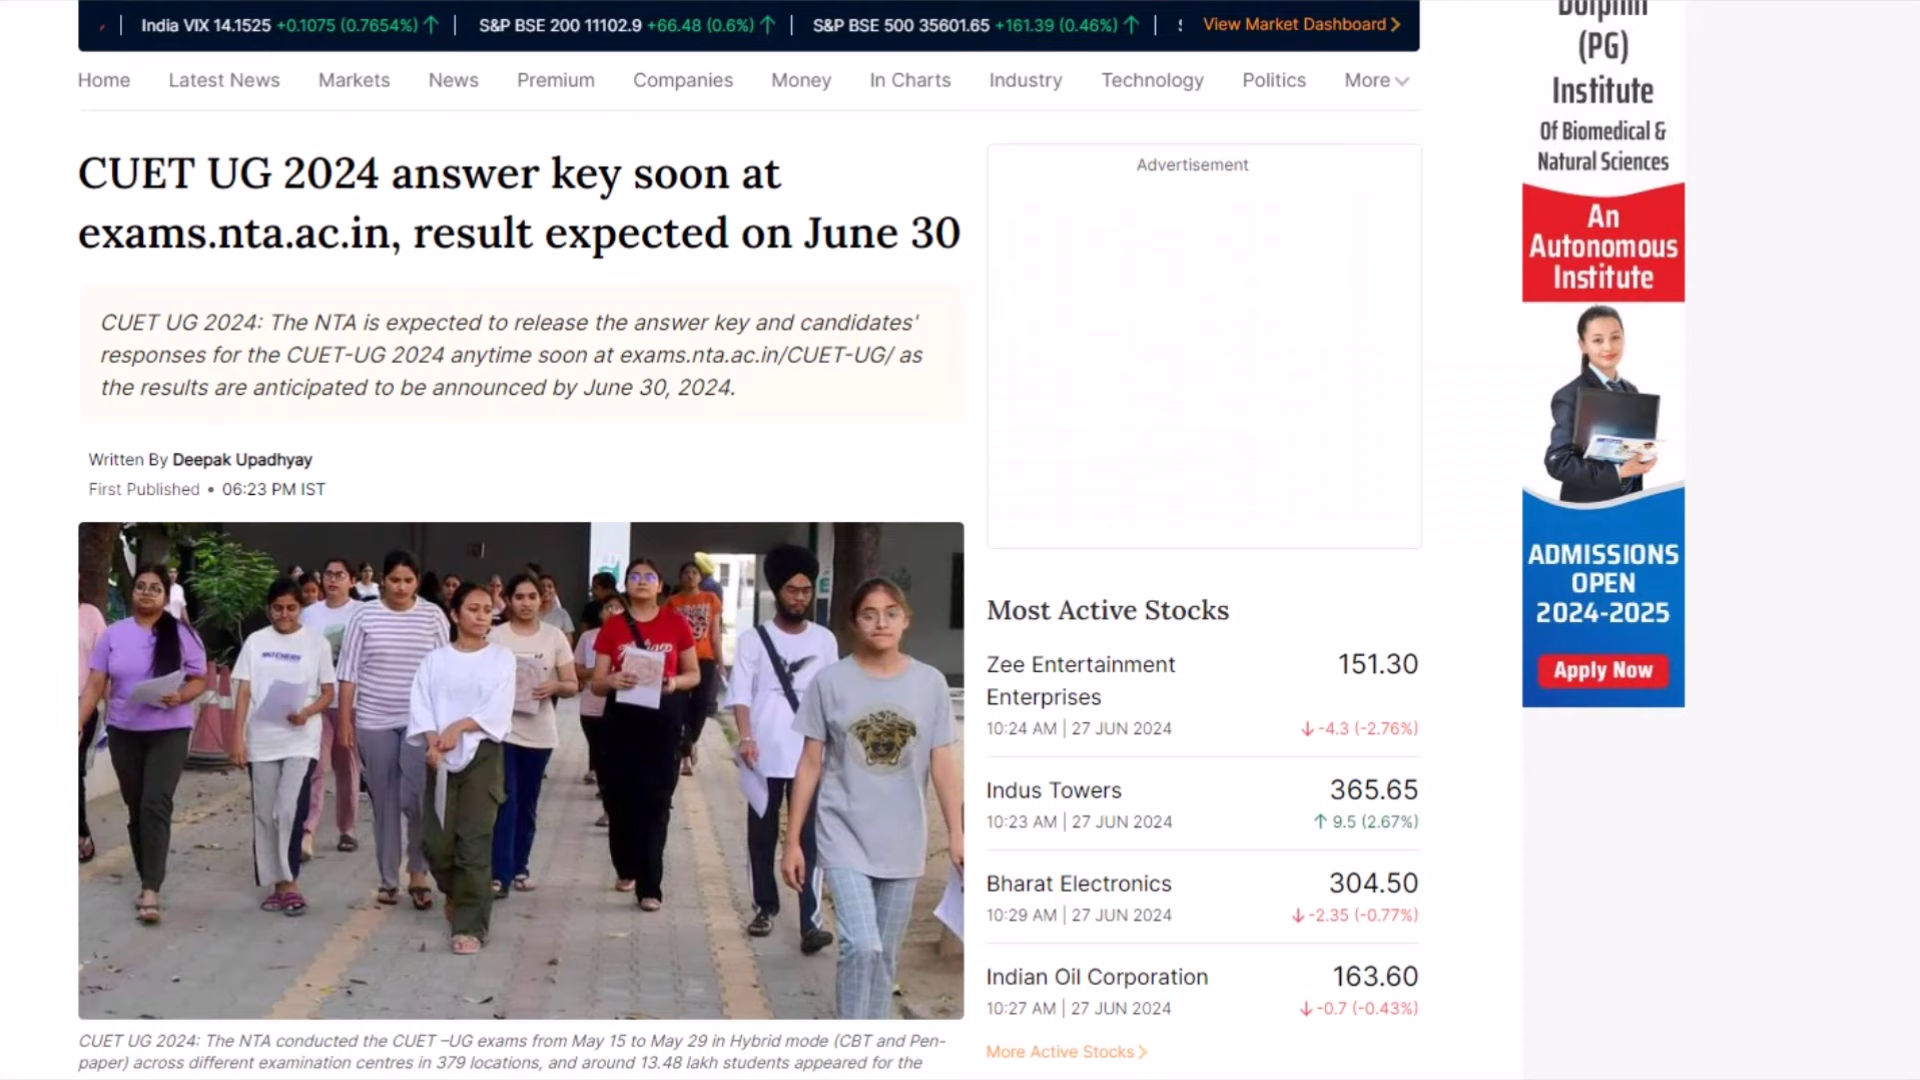 India VIX 14.1525 +0.1075 (0.7654%) ↑ | S&P BSE 200 11102.9 +66.48 (0.6%) ↑ | S&P BSE 500 35601.65 +161.39 (0.46%) ↑ | View Market Dashboard
Home Latest News Markets News Premium Companies Money In Charts Industry Technology Politics More
CUET UG 2024 answer key soon at
exams.nta.ac.in, result expected on June 30
CUET UG 2024: The NTA is expected to release the answer key and candidates'
responses for the CUET-UG 2024 anytime soon at exams.nta.ac.in/CUET-UG/ as
the results are anticipated to be announced by June 30, 2024.
Written By Deepak Upadhyay
First Published • 06:23 PM IST
CUET UG 2024: The NTA conducted the CUET –UG exams from May 15 to May 29 in Hybrid mode (CBT and Pen-
paper) across different examination centres in 379 locations, and around 13.48 lakh students appeared for the
Advertisement
Most Active Stocks
Zee Entertainment 151.30
Enterprises
10:24 AM | 27 JUN 2024 ↓ -4.3 (-2.76%)
Indus Towers 365.65
10:23 AM | 27 JUN 2024 ↑ 9.5 (2.67%)
Bharat Electronics 304.50
10:29 AM | 27 JUN 2024 ↓ -2.35 (-0.77%)
Indian Oil Corporation 163.60
10:27 AM | 27 JUN 2024 ↓ -0.7 (-0.43%)
More Active Stocks
Dolphin
(PG)
Institute
Of Biomedical &
Natural Sciences
An
Autonomous
Institute
ADMISSIONS
OPEN
2024-2025
Apply Now